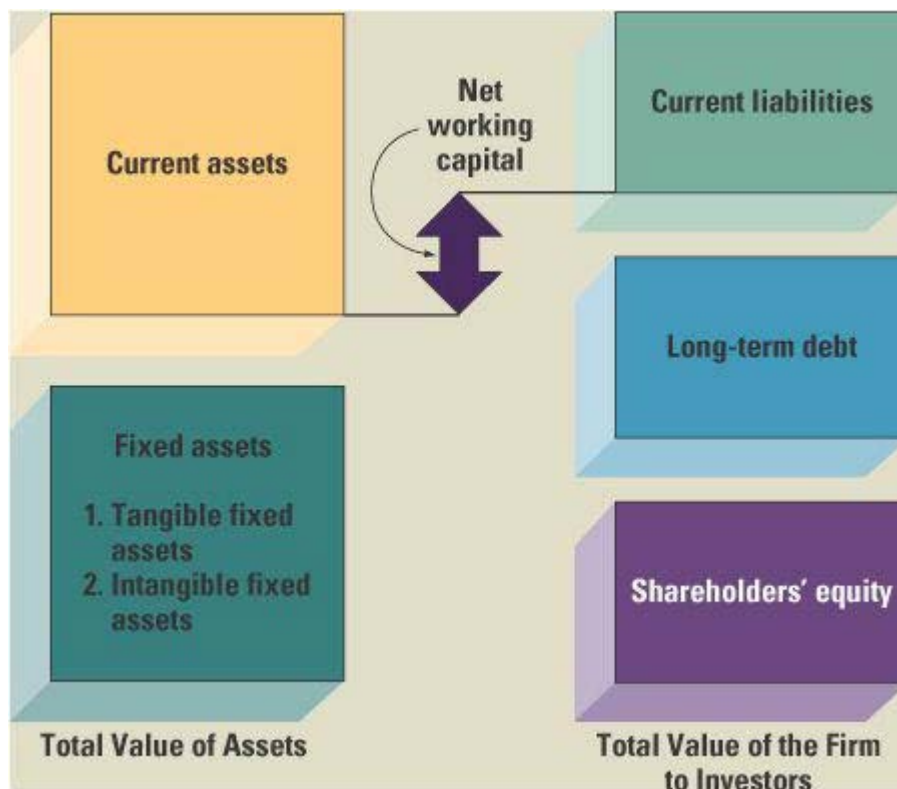 Current assets
Net
working
capital
Current liabilities
Long-term debt
Fixed assets
1. Tangible fixed
assets
2. Intangible fixed
assets
Shareholders’ equity
Total Value of Assets
Total Value of the Firm
to Investors